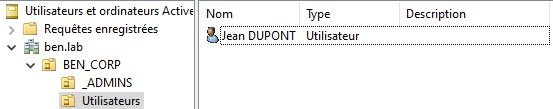 Utilisateurs et ordinateurs Active
Requêtes enregistrées
ben.lab
BEN_CORP
_ADMINS
Utilisateurs
Nom Type Description
Jean DUPONT Utilisateur